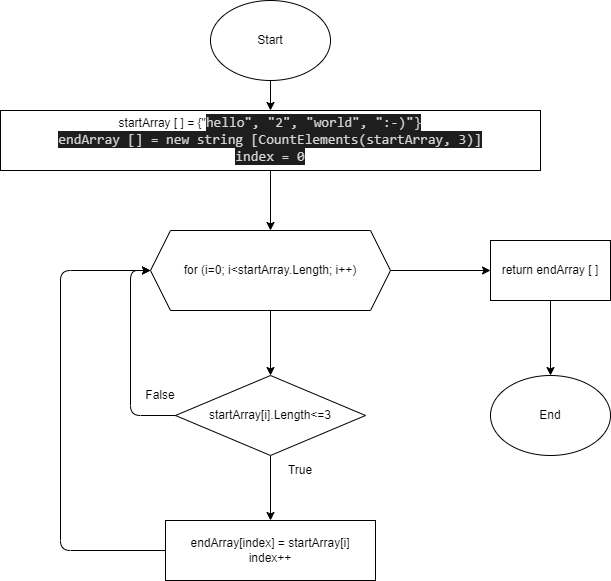 Start
startArray [ ] = {"hello", "2", "world", ":-)"}
endArray [] = new string [CountElements(startArray, 3)]
index = 0
for (i=0; i<startArray.Length; i++)
return endArray [ ]
False
startArray[i].Length<=3
End
True
endArray[index] = startArray[i]
index++